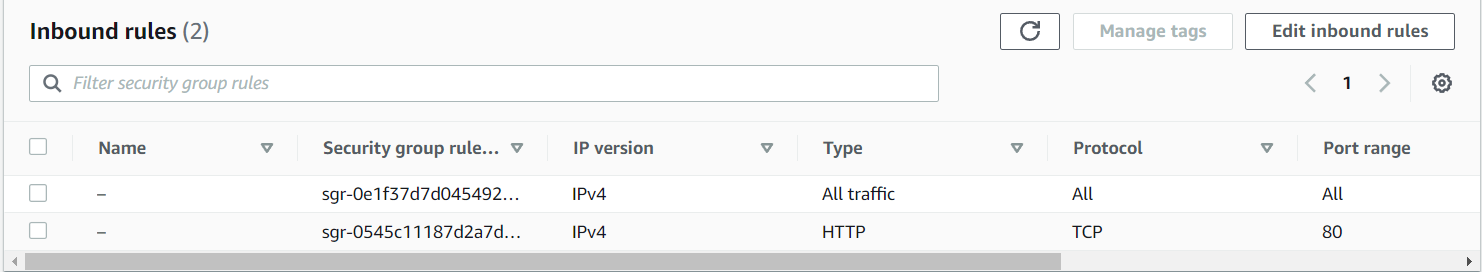 Inbound rules (2)
Manage tags
Edit inbound rules
Filter security group rules
1
Name Security group rule... IP version Type Protocol Port range
– sgr-0e1f37d7d045492... IPv4 All traffic All All
– sgr-0545c11187d2a7d... IPv4 HTTP TCP 80